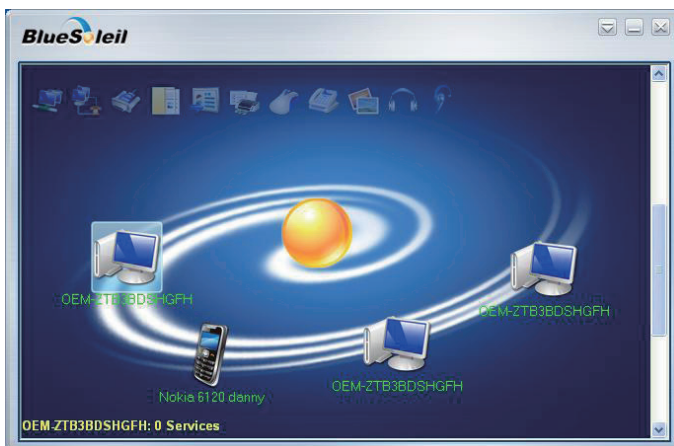 BlueSoleil
OEM-ZTB3BDSHGFH
OEM-ZTB3BDSHGFH
OEM-ZTB3BDSHGFH
Nokia 6120 danny
OEM-ZTB3BDSHGFH: 0 Services